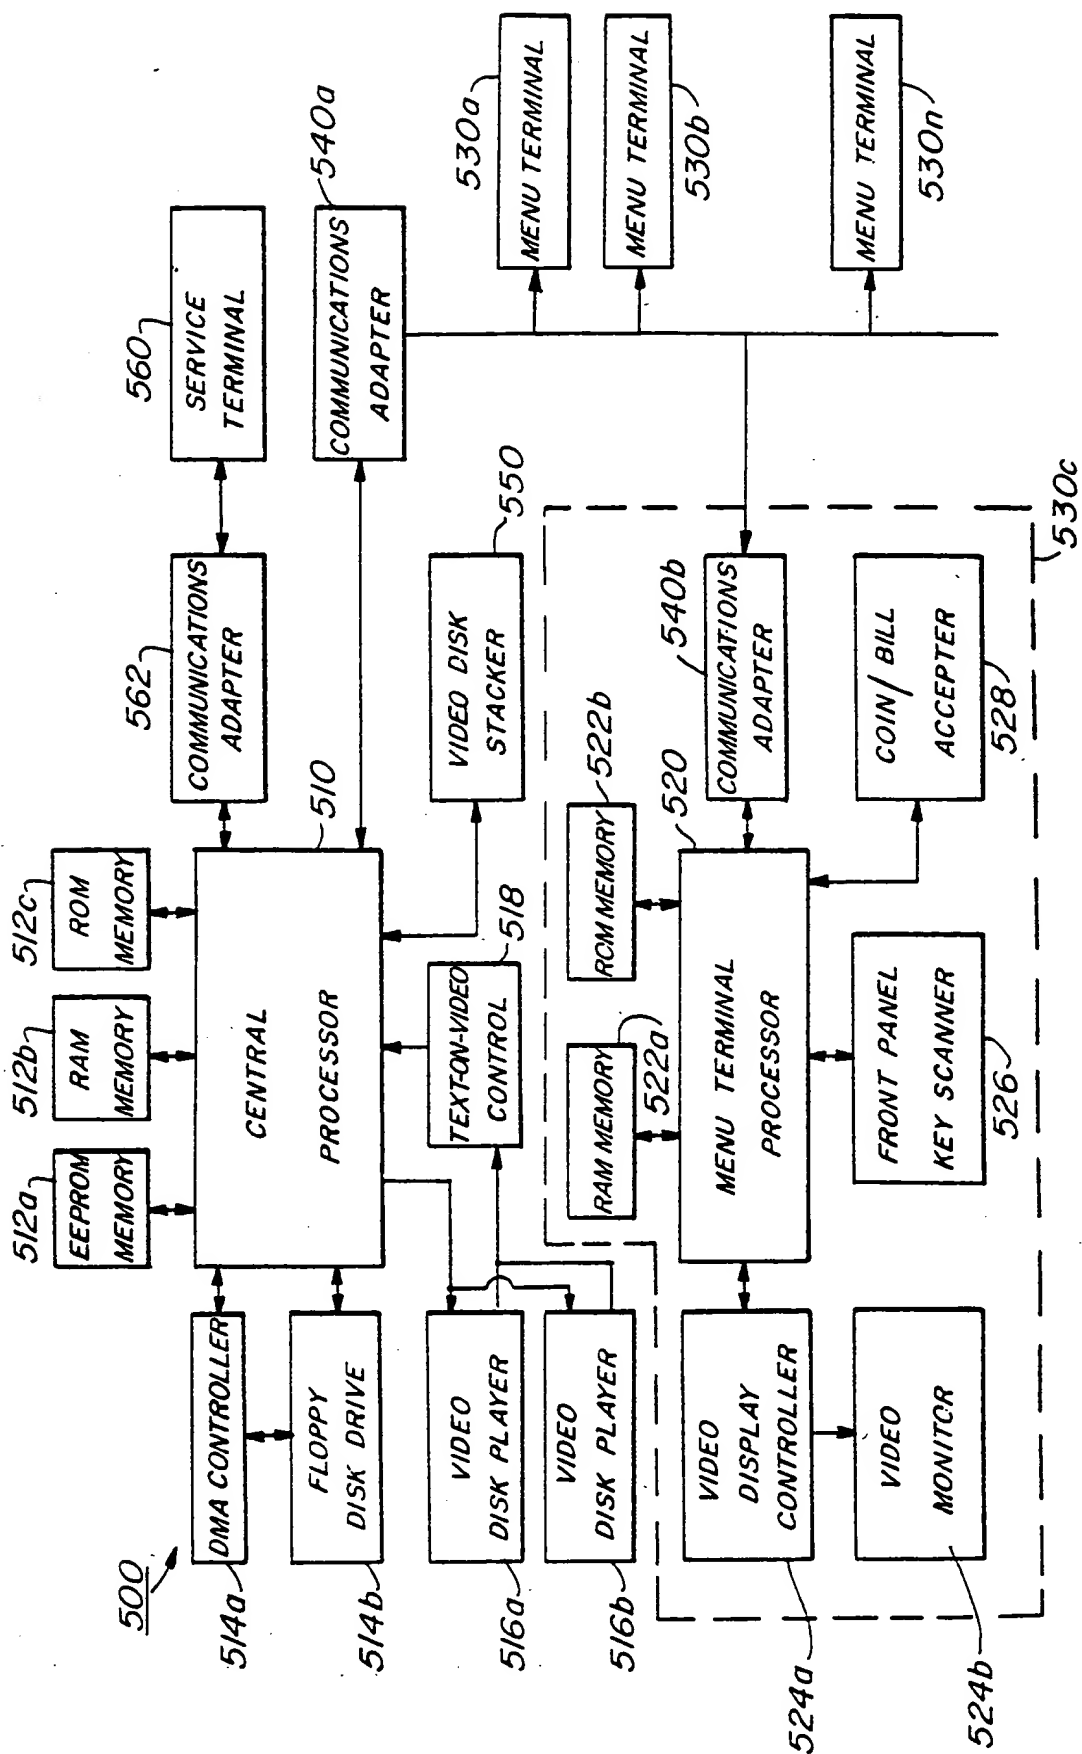 500
512a
EEPROM
MEMORY
512b
RAM
MEMORY
512c
ROM
MEMORY
514a
DMA CONTROLLER
514b
FLOPPY
DISK DRIVE
CENTRAL
PROCESSOR
510
562
COMMUNICATIONS
ADAPTER
560
SERVICE
TERMINAL
COMMUNICATIONS
ADAPTER
540a
516a
VIDEO
DISK PLAYER
516b
VIDEO
DISK PLAYER
TEXT-ON-VIDEO
CONTROL
518
VIDEO DISK
STACKER
550
MENU TERMINAL
530a
MENU TERMINAL
530b
MENU TERMINAL
530n
RAM MEMORY
522a
RCM MEMORY
522b
MENU TERMINAL
PROCESSOR
520
COMMUNICATIONS
ADAPTER
540b
VIDEO
DISPLAY
CONTROLLER
524a
VIDEO
MONITOR
524b
FRONT PANEL
KEY SCANNER
526
COIN/BILL
ACCEPTER
528
530c